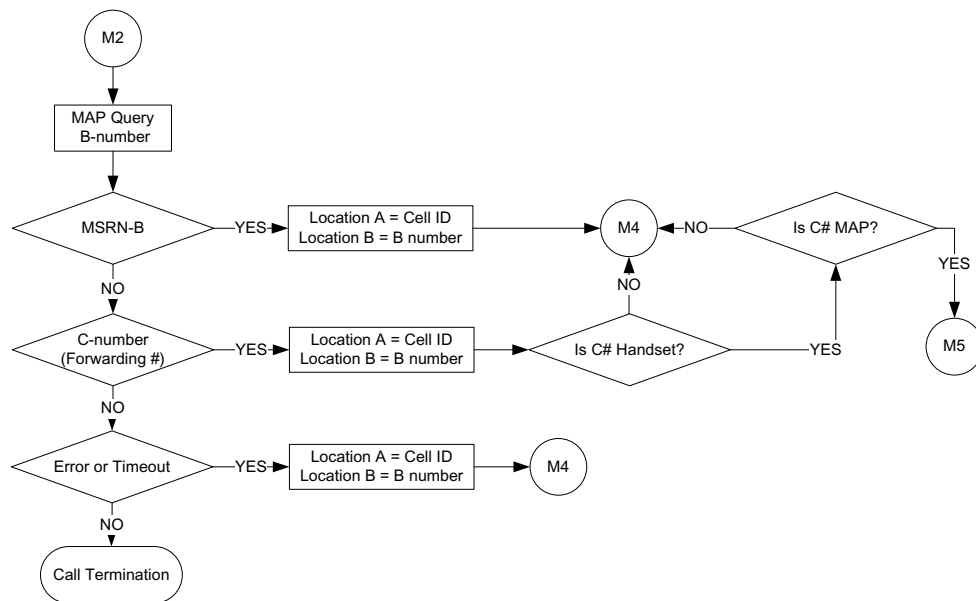 M2
MAP Query
B-number
MSRN-B
YES
Location A = Cell ID
Location B = B number
M4
NO
Is C# MAP?
YES
M5
NO
C-number
(Forwarding #)
YES
Location A = Cell ID
Location B = B number
Is C# Handset?
NO
YES
NO
Error or Timeout
YES
Location A = Cell ID
Location B = B number
M4
NO
Call Termination